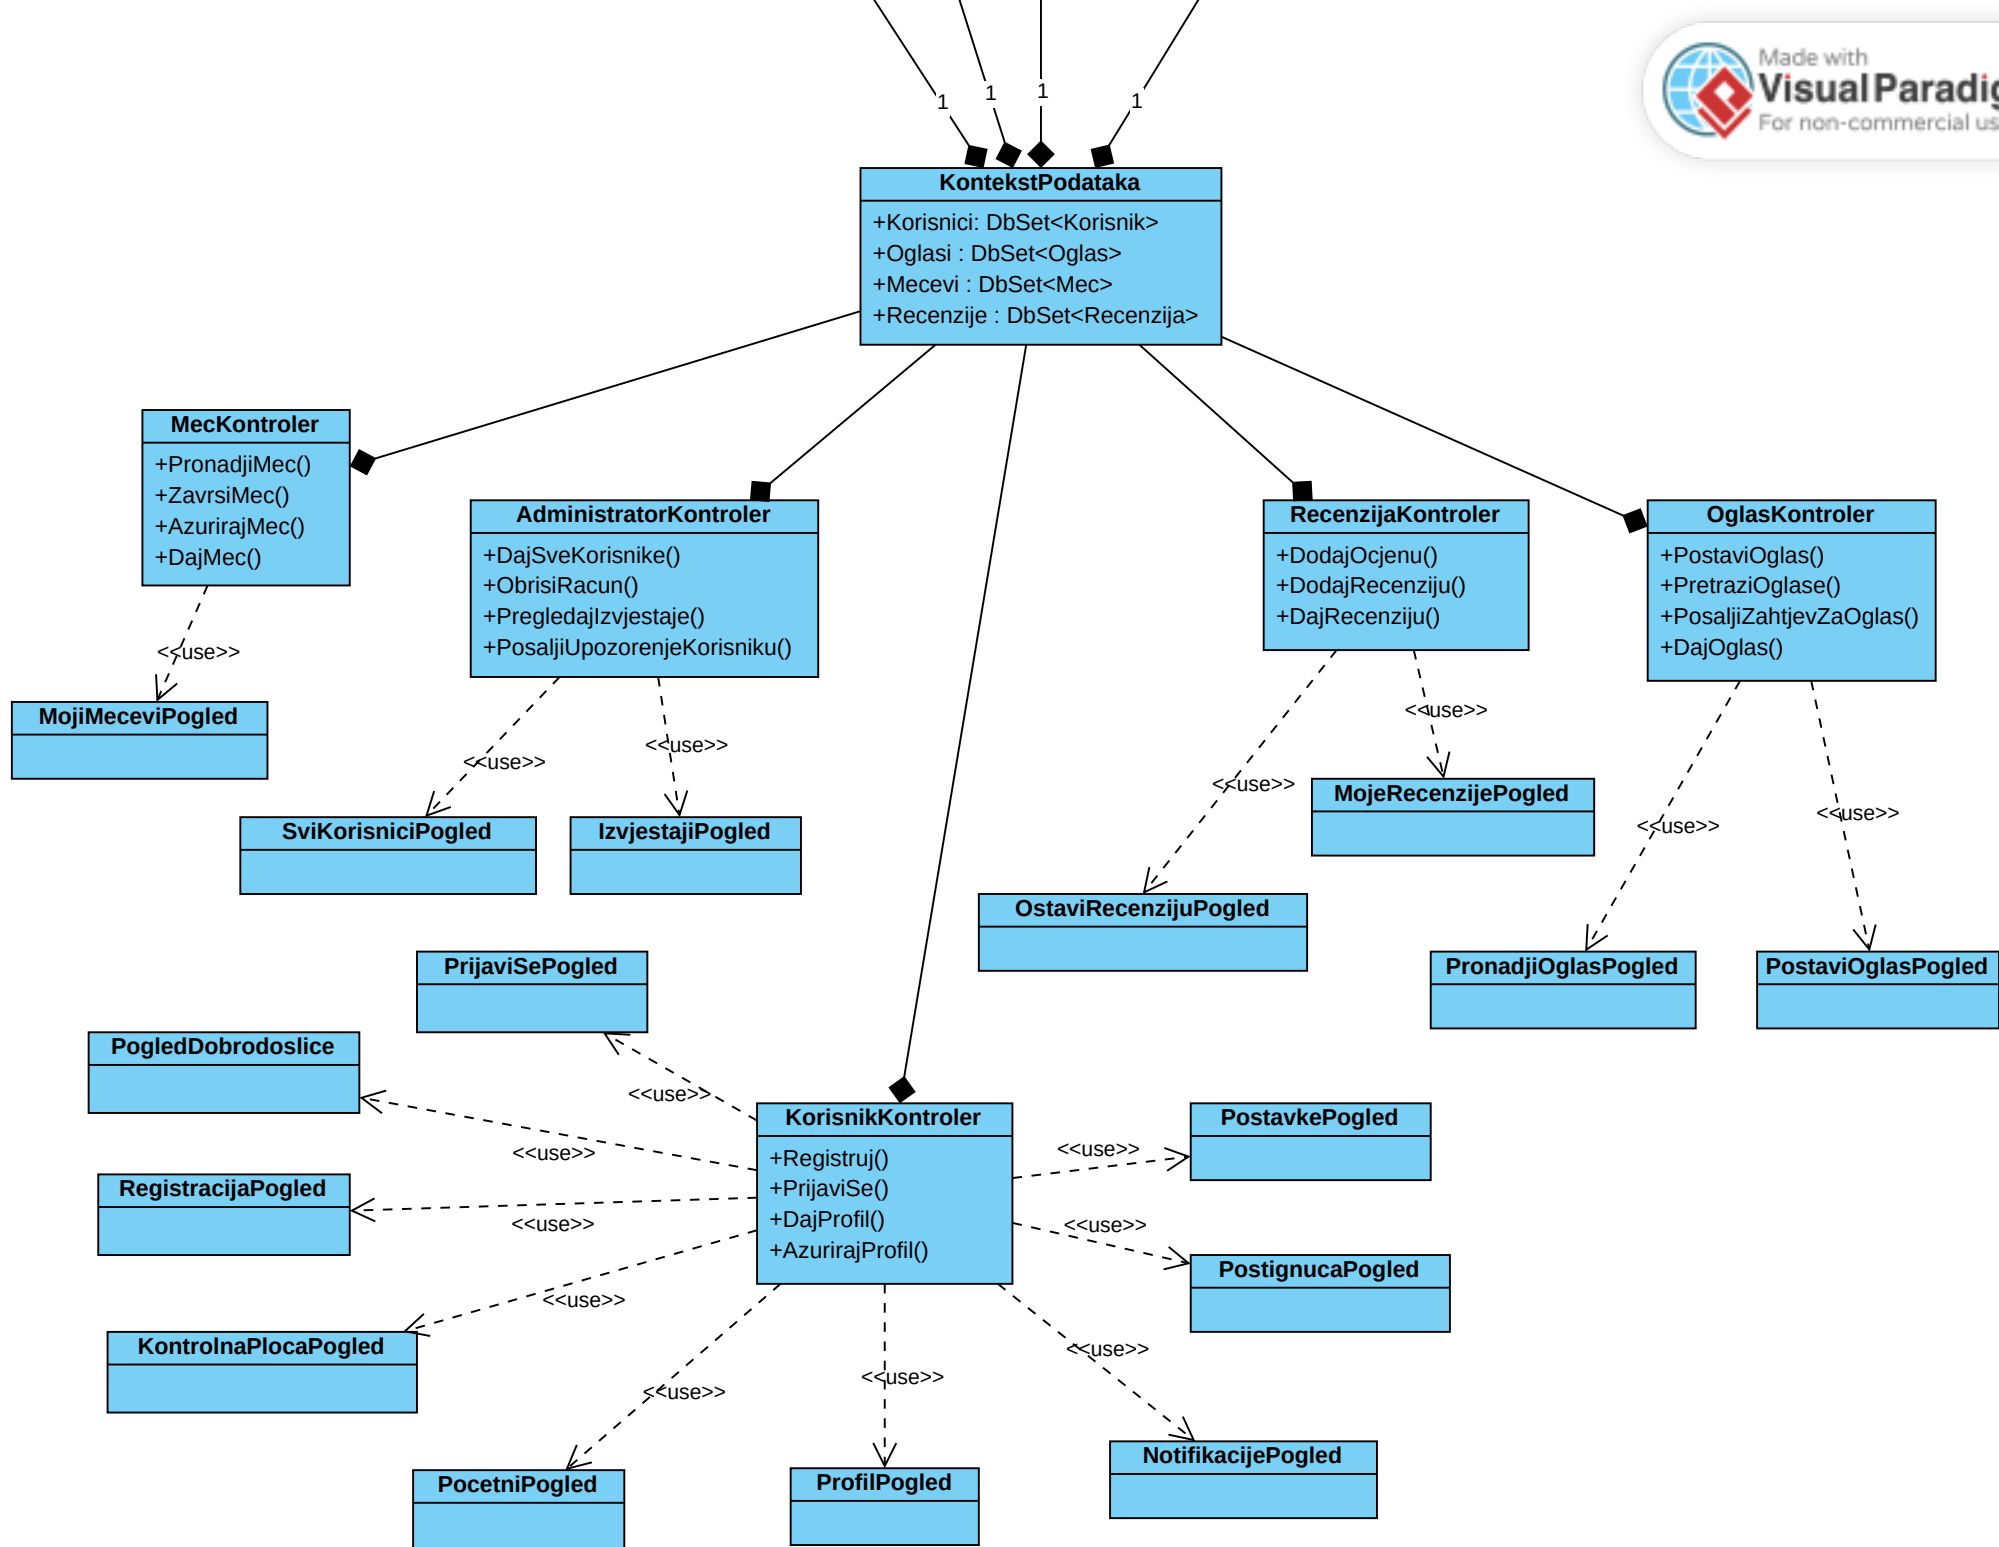 Made with
Visual Paradig
For non-commercial us
1
1
1
1
KontekstPodataka
+Korisnici: DbSet<Korisnik>
+Oglasi : DbSet<Oglas>
+Mecevi : DbSet<Mec>
+Recenzije : DbSet<Recenzija>
MecKontroler
+PronadjiMec()
+ZavrsiMec()
+AzurirajMec()
+DajMec()
AdministratorKontroler
+DajSveKorisnike()
+ObrisiRacun()
+PregledajIzvjestaje()
+PosaljiUpozorenjeKorisniku()
RecenzijaKontroler
+DodajOcjenu()
+DodajRecenziju()
+DajRecenziju()
OglasKontroler
+PostaviOglas()
+PretraziOglase()
+PosaljiZahtjevZaOglas()
+DajOglas()
<<use>>
<<use>>
<<use>>
<<use>>
<<use>>
<<use>>
<<use>>
MojiMeceviPogled
SviKorisniciPogled
IzvjestajiPogled
MojeRecenzijePogled
OstaviRecenzijuPogled
PronadjiOglasPogled
PostaviOglasPogled
PrijaviSePogled
PogledDobrodoslice
<<use>>
<<use>>
RegistracijaPogled
<<use>>
KorisnikKontroler
+Registruj()
+PrijaviSe()
+DajProfil()
+AzurirajProfil()
<<use>>
PostavkePogled
<<use>>
PostignucaPogled
<<use>>
KontrolnaPlocaPogled
<<use>>
<<use>>
<<use>>
PocetniPogled
ProfilPogled
NotifikacijePogled